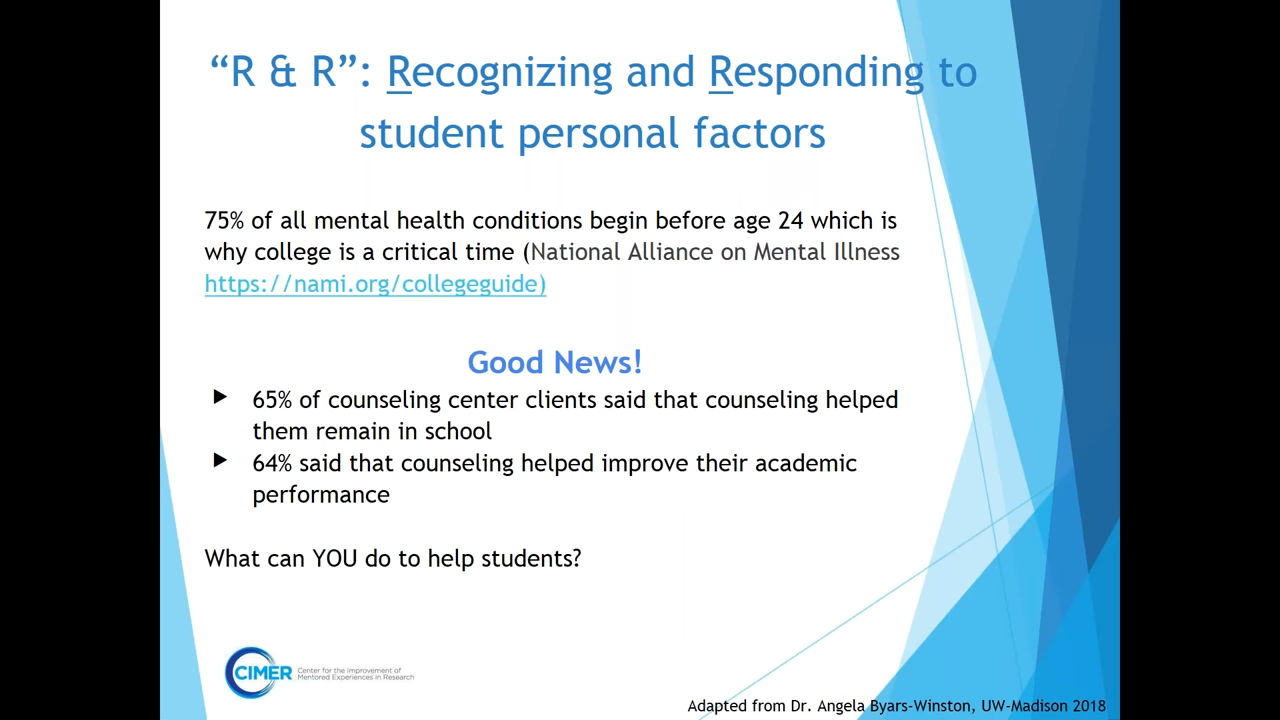 “R & R”: Recognizing and Responding to
student personal factors
75% of all mental health conditions begin before age 24 which is
why college is a critical time (National Alliance on Mental Illness
https://nami.org/collegeguide)
Good News!
65% of counseling center clients said that counseling helped
them remain in school
64% said that counseling helped improve their academic
performance
What can YOU do to help students?
CIMER
Center for the Improvement of
Mentored Experiences in Research
Adapted from Dr. Angela Byars-Winston, UW-Madison 2018